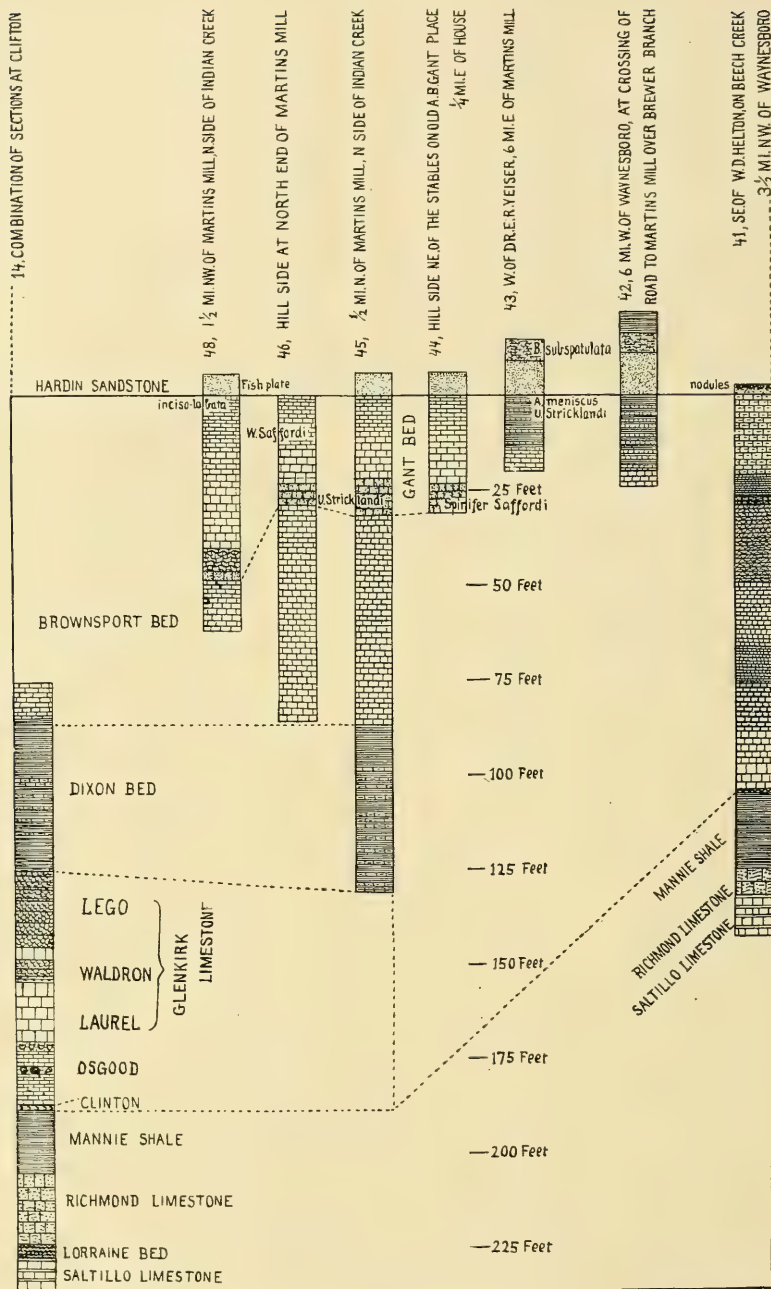 14, COMBINATION OF SECTIONS AT CLIFTON
48, 1½ MI. NW. OF MARTINS MILL, N SIDE OF INDIAN CREEK
46, HILL SIDE AT NORTH END OF MARTINS MILL
45, ½ MI. N. OF MARTINS MILL, N SIDE OF INDIAN CREEK
44, HILL SIDE NE. OF THE STABLES ON OLD A.B. GANT PLACE
¼ MI. E OF HOUSE
43, W. OF DR. E. R. YEISER, 6 MI. E OF MARTINS MILL
42, 6 MI. W. OF WAYNESBORO, AT CROSSING OF
ROAD TO MARTINS MILL OVER BREWER BRANCH
41, SE. OF W. D. HELTON, ON BEECH CREEK
3½ MI. NW. OF WAYNESBORO
B. subspatulata
HARDIN SANDSTONE
Fish plate
nodules
inciso-lobata
A. meniscus
U. Stricklandi
W. Saffordi
GANT BED
U. Stricklandi
25 Feet
Spinifer Saffordi
50 Feet
BROWNSPORT BED
75 Feet
100 Feet
DIXON BED
125 Feet
MANNIE SHALE
RICHMOND LIMESTONE
SALTILLO LIMESTONE
LEGO
WALDRON
LAUREL
GLENKIRK
LIMESTONE
150 Feet
OSGOOD
175 Feet
CLINTON
MANNIE SHALE
200 Feet
RICHMOND LIMESTONE
LORRAINE BED
225 Feet
SALTILLO LIMESTONE